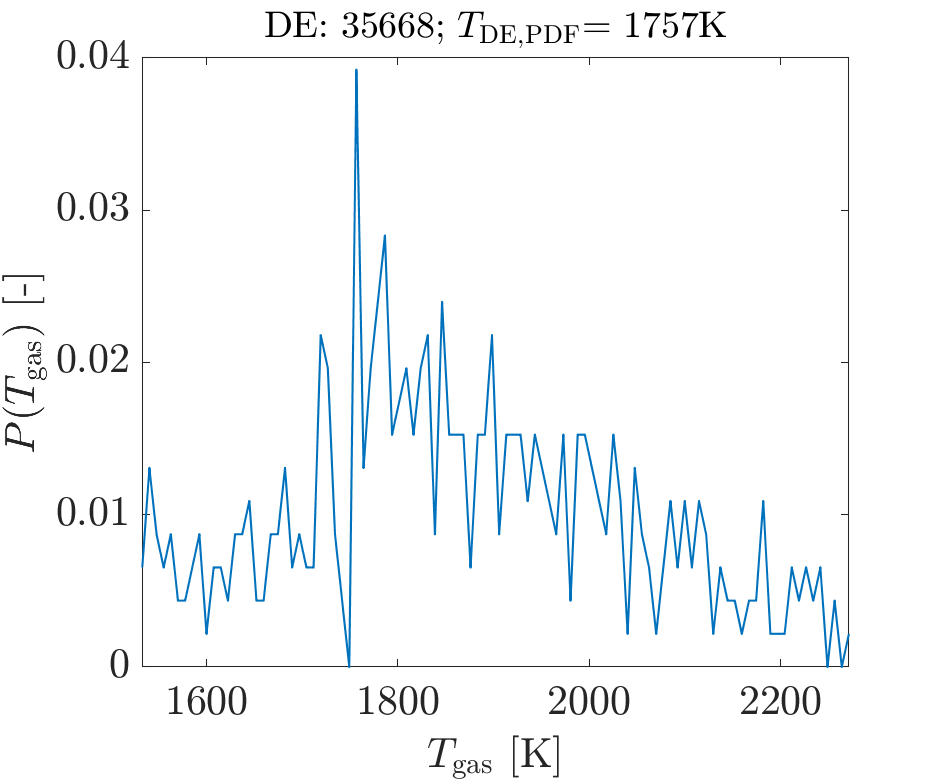 DE: 35668; T_DE,PDF= 1757K
0.04
0.03
0.02
0.01
0
P(T_gas) [-]
1600 1800 2000 2200
T_gas [K]